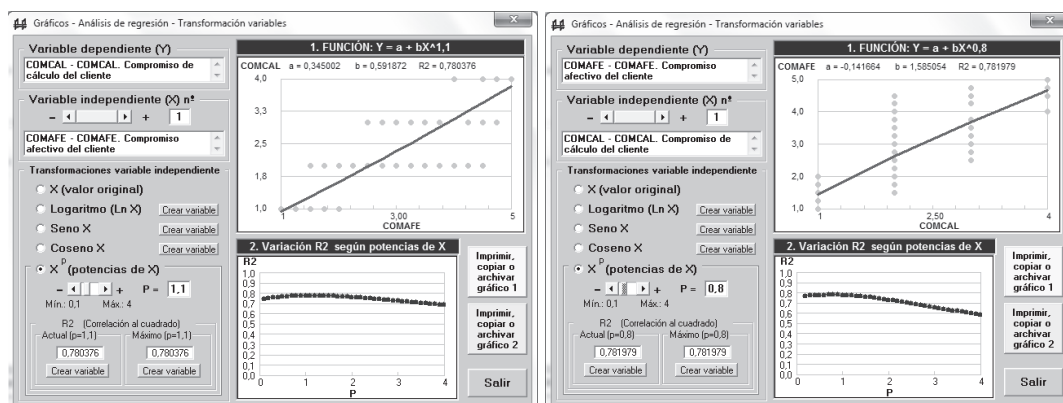 Gráficos - Análisis de regresión - Transformación variables
Variable dependiente (Y)
COMCAL - COMCAL. Compromiso de
cálculo del cliente
Variable independiente (X) nº
- + 1
COMAFE - COMAFE. Compromiso
afectivo del cliente
Transformaciones variable independiente
X (valor original)
Logaritmo (Ln X) Crear variable
Seno X Crear variable
Coseno X Crear variable
X p (potencias de X)
- + P = 1,1
Mín.: 0,1 Máx.: 4
R2 (Correlación al cuadrado)
Actual (p=1,1) Máximo (p=1,1)
0,780376 0,780376
Crear variable Crear variable
1. FUNCIÓN: Y = a + bX^1,1
COMCAL a = 0,345002 b = 0,591872 R2 = 0,780376
4,0
3,3
2,5
1,8
1,0
1 3,00 5
COMAFE
2. Variación R2 según potencias de X
R2
1,0
0,9
0,8
0,7
0,6
0,5
0,4
0,3
0,2
0,1
0,0
0 1 2 3 4
P
Imprimir,
copiar o
archivar
gráfico 1
Imprimir,
copiar o
archivar
gráfico 2
Salir
Gráficos - Análisis de regresión - Transformación variables
Variable dependiente (Y)
COMAFE - COMAFE. Compromiso
afectivo del cliente
Variable independiente (X) nº
- + 1
COMCAL - COMCAL. Compromiso de
cálculo del cliente
Transformaciones variable independiente
X (valor original)
Logaritmo (Ln X) Crear variable
Seno X Crear variable
Coseno X Crear variable
X p (potencias de X)
- + P = 0,8
Mín.: 0,1 Máx.: 4
R2 (Correlación al cuadrado)
Actual (p=0,8) Máximo (p=0,8)
0,781979 0,781979
Crear variable Crear variable
1. FUNCIÓN: Y = a + bX^0,8
COMAFE a = -0,141664 b = 1,585054 R2 = 0,781979
5,0
4,0
3,0
2,0
1,0
1 2,50 4
COMCAL
2. Variación R2 según potencias de X
R2
1,0
0,9
0,8
0,7
0,6
0,5
0,4
0,3
0,2
0,1
0,0
0 1 2 3 4
P
Imprimir,
copiar o
archivar
gráfico 1
Imprimir,
copiar o
archivar
gráfico 2
Salir